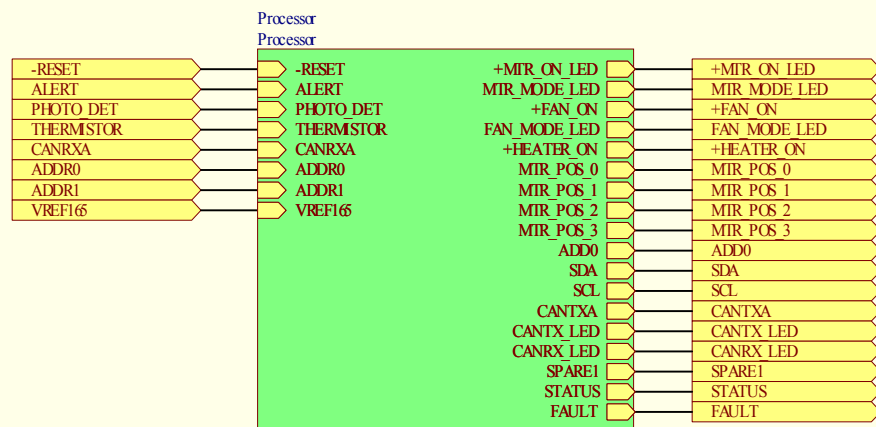 Processor
Processor
-RESET -RESET +MTR_ON_LED +MTR_ON_LED
ALERT ALERT MTR_MODE_LED MTR_MODE_LED
PHOTO_DET PHOTO_DET +FAN_ON +FAN_ON
THERMISTOR THERMISTOR FAN_MODE_LED FAN_MODE_LED
CANRXA CANRXA +HEATER_ON +HEATER_ON
ADDR0 ADDR0 MTR_POS_0 MTR_POS_0
ADDR1 ADDR1 MTR_POS_1 MTR_POS_1
VREF165 VREF165 MTR_POS_2 MTR_POS_2
MTR_POS_3 MTR_POS_3
ADD0 ADD0
SDA SDA
SCL SCL
CANTXA CANTXA
CANTX_LED CANTX_LED
CANRX_LED CANRX_LED
SPARE1 SPARE1
STATUS STATUS
FAULT FAULT